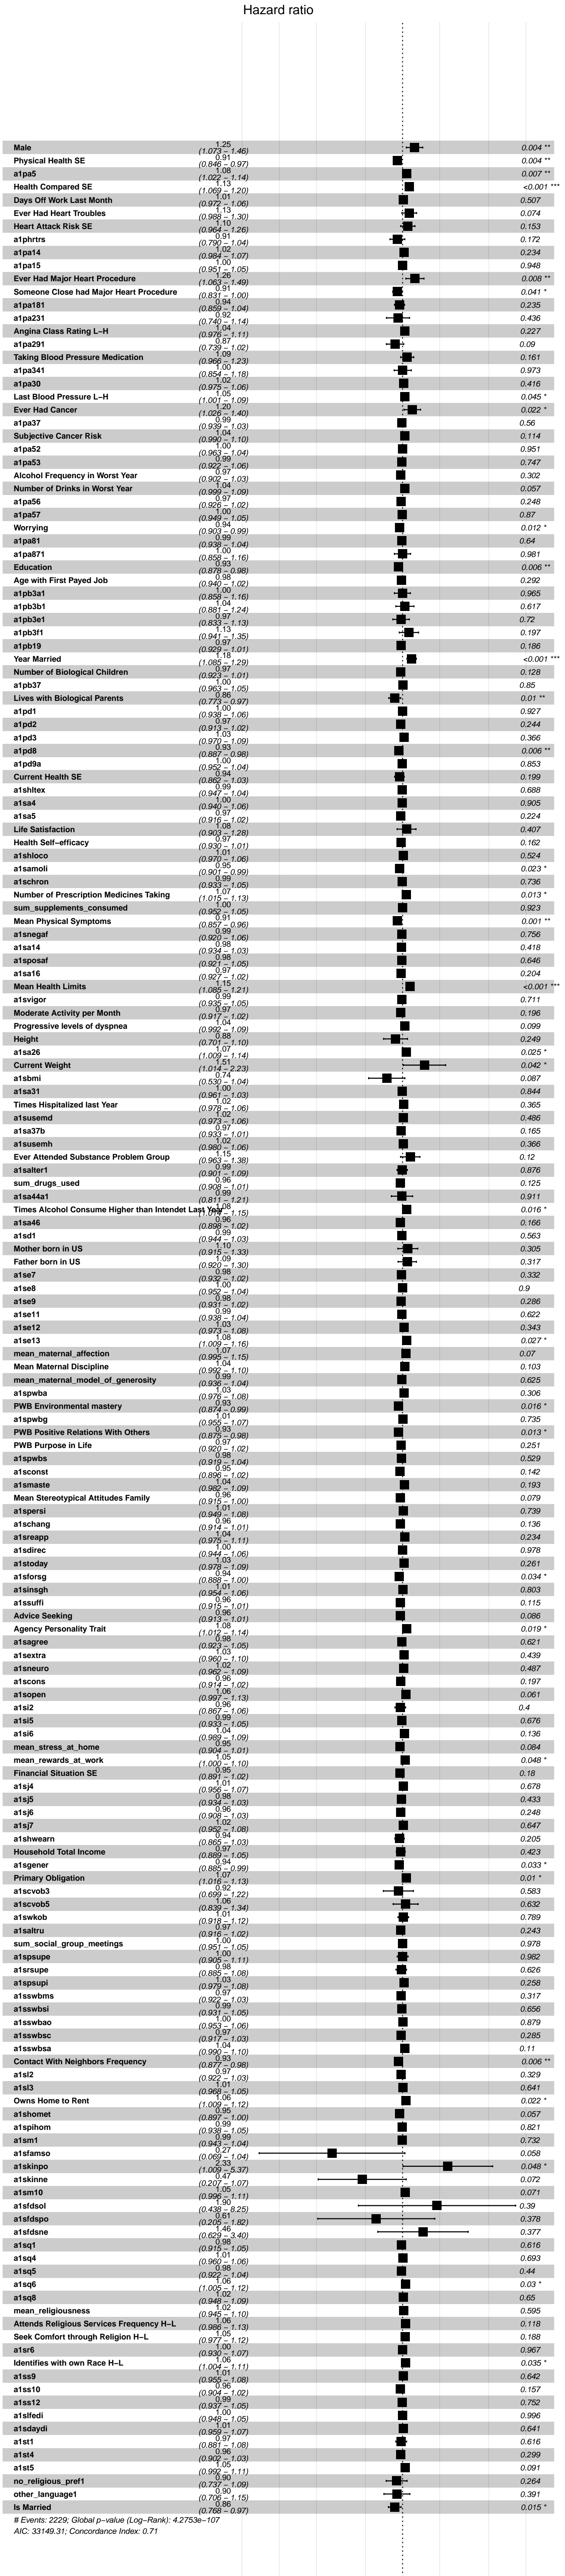 Hazard ratio
Male 1.25 (1.073 – 1.46) 0.004 **
Physical Health SE 0.91 (0.846 – 0.97) 0.004 **
a1pa5 1.08 (1.022 – 1.14) 0.007 **
Health Compared SE 1.13 (1.069 – 1.20) <0.001 ***
Days Off Work Last Month 1.01 (0.972 – 1.06) 0.507
Ever Had Heart Troubles 1.13 (0.988 – 1.30) 0.074
Heart Attack Risk SE 1.10 (0.964 – 1.26) 0.153
a1phrtrs 0.91 (0.790 – 1.04) 0.172
a1pa14 1.02 (0.984 – 1.07) 0.234
a1pa15 1.00 (0.951 – 1.05) 0.948
Ever Had Major Heart Procedure 1.26 (1.063 – 1.49) 0.008 **
Someone Close had Major Heart Procedure 0.91 (0.831 – 1.00) 0.041 *
a1pa181 0.94 (0.859 – 1.04) 0.235
a1pa231 0.92 (0.740 – 1.14) 0.436
Angina Class Rating L−H 1.04 (0.976 – 1.11) 0.227
a1pa291 0.87 (0.739 – 1.02) 0.09
Taking Blood Pressure Medication 1.09 (0.966 – 1.23) 0.161
a1pa341 1.00 (0.854 – 1.18) 0.973
a1pa30 1.02 (0.975 – 1.06) 0.416
Last Blood Pressure L−H 1.05 (1.001 – 1.09) 0.045 *
Ever Had Cancer 1.20 (1.026 – 1.40) 0.022 *
a1pa37 0.99 (0.939 – 1.03) 0.56
Subjective Cancer Risk 1.04 (0.990 – 1.10) 0.114
a1pa52 1.00 (0.963 – 1.04) 0.951
a1pa53 0.99 (0.922 – 1.06) 0.747
Alcohol Frequency in Worst Year 0.97 (0.902 – 1.03) 0.302
Number of Drinks in Worst Year 1.04 (0.999 – 1.09) 0.057
a1pa56 0.97 (0.926 – 1.02) 0.248
a1pa57 1.00 (0.949 – 1.05) 0.87
Worrying 0.94 (0.903 – 0.99) 0.012 *
a1pa81 0.99 (0.938 – 1.04) 0.64
a1pa871 1.00 (0.858 – 1.16) 0.981
Education 0.93 (0.878 – 0.98) 0.006 **
Age with First Payed Job 0.98 (0.940 – 1.02) 0.292
a1pb3a1 1.00 (0.858 – 1.16) 0.965
a1pb3b1 1.04 (0.881 – 1.24) 0.617
a1pb3e1 0.97 (0.833 – 1.13) 0.72
a1pb3f1 1.13 (0.941 – 1.35) 0.197
a1pb19 0.97 (0.929 – 1.01) 0.186
Year Married 1.18 (1.085 – 1.29) <0.001 ***
Number of Biological Children 0.97 (0.923 – 1.01) 0.128
a1pb37 1.00 (0.963 – 1.05) 0.85
Lives with Biological Parents 0.86 (0.773 – 0.97) 0.01 **
a1pd1 1.00 (0.938 – 1.06) 0.927
a1pd2 0.97 (0.913 – 1.02) 0.244
a1pd3 1.03 (0.970 – 1.09) 0.366
a1pd8 0.93 (0.887 – 0.98) 0.006 **
a1pd9a 1.00 (0.952 – 1.04) 0.853
Current Health SE 0.94 (0.862 – 1.03) 0.199
a1shltex 0.99 (0.947 – 1.04) 0.688
a1sa4 1.00 (0.940 – 1.06) 0.905
a1sa5 0.97 (0.916 – 1.02) 0.224
Life Satisfaction 1.08 (0.903 – 1.28) 0.407
Health Self−efficacy 0.97 (0.930 – 1.01) 0.162
a1shloco 1.01 (0.970 – 1.06) 0.524
a1samoli 0.95 (0.901 – 0.99) 0.023 *
a1schron 0.99 (0.933 – 1.05) 0.736
Number of Prescription Medicines Taking 1.07 (1.015 – 1.13) 0.013 *
sum_supplements_consumed 1.00 (0.952 – 1.05) 0.923
Mean Physical Symptoms 0.91 (0.857 – 0.96) 0.001 **
a1snegaf 0.99 (0.920 – 1.06) 0.756
a1sa14 0.98 (0.934 – 1.03) 0.418
a1sposaf 0.98 (0.921 – 1.05) 0.646
a1sa16 0.97 (0.927 – 1.02) 0.204
Mean Health Limits 1.15 (1.085 – 1.21) <0.001 ***
a1svigor 0.99 (0.935 – 1.05) 0.711
Moderate Activity per Month 0.97 (0.917 – 1.02) 0.196
Progressive levels of dyspnea 1.04 (0.992 – 1.09) 0.099
Height 0.88 (0.701 – 1.10) 0.249
a1sa26 1.07 (1.009 – 1.14) 0.025 *
Current Weight 1.51 (1.014 – 2.23) 0.042 *
a1sbmi 0.74 (0.530 – 1.04) 0.087
a1sa31 1.00 (0.961 – 1.03) 0.844
Times Hispitalized last Year 1.02 (0.978 – 1.06) 0.365
a1susemd 1.02 (0.973 – 1.06) 0.486
a1sa37b 0.97 (0.933 – 1.01) 0.165
a1susemh 1.02 (0.980 – 1.06) 0.366
Ever Attended Substance Problem Group 1.15 (0.963 – 1.38) 0.12
a1salter1 0.99 (0.901 – 1.09) 0.876
sum_drugs_used 0.96 (0.908 – 1.01) 0.125
a1sa44a1 0.99 (0.811 – 1.21) 0.911
Times Alcohol Consume Higher than Intendet Last Year 1.08 (1.014 – 1.15) 0.016 *
a1sa46 0.96 (0.898 – 1.02) 0.166
a1sd1 0.99 (0.944 – 1.03) 0.563
Mother born in US 1.10 (0.915 – 1.33) 0.305
Father born in US 1.09 (0.920 – 1.30) 0.317
a1se7 0.98 (0.932 – 1.02) 0.332
a1se8 1.00 (0.952 – 1.04) 0.9
a1se9 0.98 (0.931 – 1.02) 0.286
a1se11 0.99 (0.938 – 1.04) 0.622
a1se12 1.03 (0.973 – 1.08) 0.343
a1se13 1.08 (1.009 – 1.16) 0.027 *
mean_maternal_affection 1.07 (0.995 – 1.15) 0.07
Mean Maternal Discipline 1.04 (0.992 – 1.10) 0.103
mean_maternal_model_of_generosity 0.99 (0.936 – 1.04) 0.625
a1spwba 1.03 (0.976 – 1.08) 0.306
PWB Environmental mastery 0.93 (0.874 – 0.99) 0.016 *
a1spwbg 1.01 (0.955 – 1.07) 0.735
PWB Positive Relations With Others 0.93 (0.875 – 0.98) 0.013 *
PWB Purpose in Life 0.97 (0.920 – 1.02) 0.251
a1spwbs 0.98 (0.919 – 1.04) 0.529
a1sconst 0.95 (0.896 – 1.02) 0.142
a1smaste 1.04 (0.982 – 1.09) 0.193
Mean Stereotypical Attitudes Family 0.96 (0.915 – 1.00) 0.079
a1spersi 1.01 (0.949 – 1.08) 0.739
a1schang 0.96 (0.914 – 1.01) 0.136
a1sreapp 1.04 (0.975 – 1.11) 0.234
a1sdirec 1.00 (0.944 – 1.06) 0.978
a1stoday 1.03 (0.978 – 1.09) 0.261
a1sforsg 0.94 (0.888 – 1.00) 0.034 *
a1sinsgh 1.01 (0.954 – 1.06) 0.803
a1ssuffi 0.96 (0.915 – 1.01) 0.115
Advice Seeking 0.96 (0.913 – 1.01) 0.086
Agency Personality Trait 1.08 (1.012 – 1.14) 0.019 *
a1sagree 0.98 (0.923 – 1.05) 0.621
a1sextra 1.03 (0.960 – 1.10) 0.439
a1sneuro 1.02 (0.962 – 1.09) 0.487
a1scons 0.96 (0.914 – 1.02) 0.197
a1sopen 1.06 (0.997 – 1.13) 0.061
a1si2 0.96 (0.867 – 1.06) 0.4
a1si5 0.99 (0.933 – 1.05) 0.676
a1si6 1.04 (0.989 – 1.09) 0.136
mean_stress_at_home 0.95 (0.904 – 1.01) 0.084
mean_rewards_at_work 1.05 (1.000 – 1.10) 0.048 *
Financial Situation SE 0.95 (0.891 – 1.02) 0.18
a1sj4 1.01 (0.956 – 1.07) 0.678
a1sj5 0.98 (0.934 – 1.03) 0.433
a1sj6 0.96 (0.908 – 1.03) 0.248
a1sj7 1.02 (0.952 – 1.08) 0.647
a1shwearn 0.94 (0.865 – 1.03) 0.205
Household Total Income 0.97 (0.889 – 1.05) 0.423
a1sgener 0.94 (0.885 – 0.99) 0.033 *
Primary Obligation 1.07 (1.016 – 1.13) 0.01 *
a1scvob3 0.92 (0.699 – 1.22) 0.583
a1scvob5 1.06 (0.839 – 1.34) 0.632
a1swkob 1.01 (0.918 – 1.12) 0.789
a1saltru 0.97 (0.916 – 1.02) 0.243
sum_social_group_meetings 1.00 (0.951 – 1.05) 0.978
a1spsupe 1.00 (0.905 – 1.11) 0.982
a1srsupe 0.98 (0.885 – 1.08) 0.626
a1spsupi 1.03 (0.979 – 1.08) 0.258
a1sswbms 0.97 (0.922 – 1.03) 0.317
a1sswbsi 0.99 (0.931 – 1.05) 0.656
a1sswbao 1.00 (0.953 – 1.06) 0.879
a1sswbsc 0.97 (0.917 – 1.03) 0.285
a1sswbsa 1.04 (0.990 – 1.10) 0.11
Contact With Neighbors Frequency 0.93 (0.877 – 0.98) 0.006 **
a1sl2 0.97 (0.922 – 1.03) 0.329
a1sl3 1.01 (0.968 – 1.05) 0.641
Owns Home to Rent 1.06 (1.009 – 1.12) 0.022 *
a1shomet 0.95 (0.897 – 1.00) 0.057
a1spihom 0.99 (0.938 – 1.05) 0.821
a1sm1 0.99 (0.943 – 1.04) 0.732
a1sfamso 0.27 (0.069 – 1.04) 0.058
a1skinpo 2.33 (1.009 – 5.37) 0.048 *
a1skinne 0.47 (0.207 – 1.07) 0.072
a1sm10 1.05 (0.996 – 1.11) 0.071
a1sfdsol 1.90 (0.438 – 8.25) 0.39
a1sfdspo 0.61 (0.205 – 1.82) 0.378
a1sfdsne 1.46 (0.629 – 3.40) 0.377
a1sq1 0.98 (0.915 – 1.05) 0.616
a1sq4 1.01 (0.960 – 1.06) 0.693
a1sq5 0.98 (0.922 – 1.04) 0.44
a1sq6 1.06 (1.005 – 1.12) 0.03 *
a1sq8 1.02 (0.948 – 1.09) 0.65
mean_religiousness 1.02 (0.945 – 1.10) 0.595
Attends Religious Services Frequency H−L 1.06 (0.986 – 1.13) 0.118
Seek Comfort through Religion H−L 1.05 (0.977 – 1.12) 0.188
a1sr6 1.00 (0.930 – 1.07) 0.967
Identifies with own Race H−L 1.06 (1.004 – 1.11) 0.035 *
a1ss9 1.01 (0.955 – 1.08) 0.642
a1ss10 0.96 (0.904 – 1.02) 0.157
a1ss12 0.99 (0.937 – 1.05) 0.752
a1slfedi 1.00 (0.948 – 1.05) 0.996
a1sdaydi 1.01 (0.959 – 1.07) 0.641
a1st1 0.97 (0.881 – 1.08) 0.616
a1st4 0.96 (0.902 – 1.03) 0.299
a1st5 1.05 (0.992 – 1.11) 0.091
no_religious_pref1 0.90 (0.737 – 1.09) 0.264
other_language1 0.90 (0.706 – 1.15) 0.391
Is Married 0.86 (0.768 – 0.97) 0.015 *
# Events: 2229; Global p−value (Log−Rank): 4.2753e−107
AIC: 33149.31; Concordance Index: 0.71